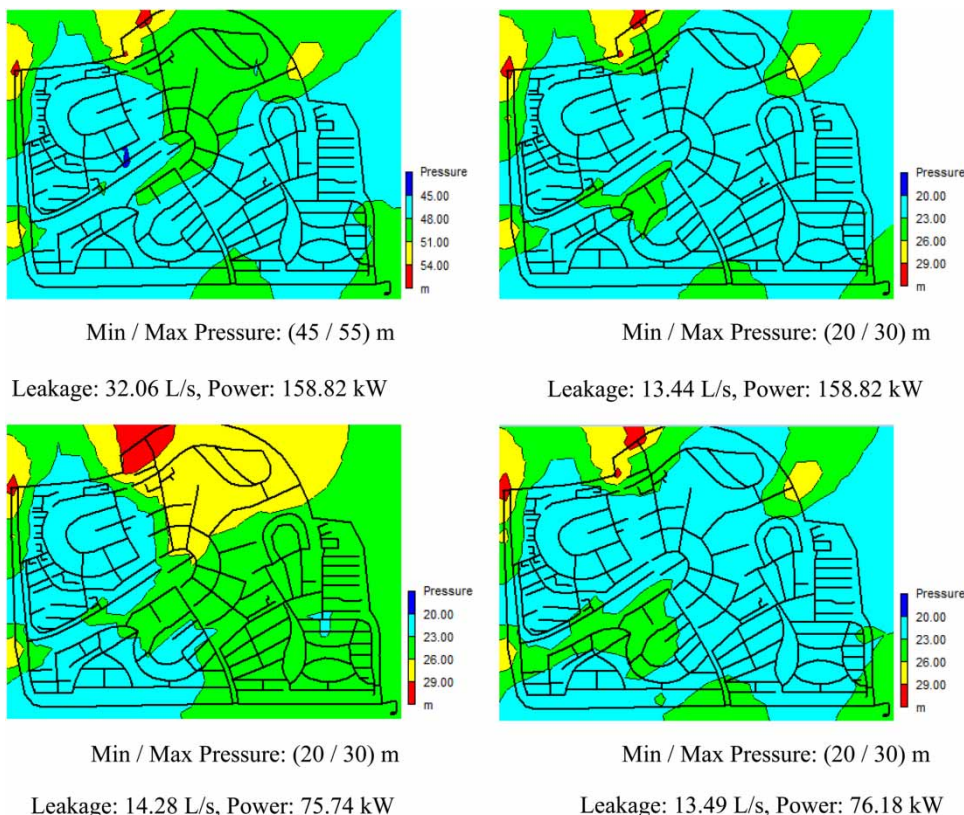 Pressure
45.00
48.00
51.00
54.00
m
Min / Max Pressure: (45 / 55) m
Leakage: 32.06 L/s, Power: 158.82 kW
Pressure
20.00
23.00
26.00
29.00
m
Min / Max Pressure: (20 / 30) m
Leakage: 13.44 L/s, Power: 158.82 kW
Pressure
20.00
23.00
26.00
29.00
m
Min / Max Pressure: (20 / 30) m
Leakage: 14.28 L/s, Power: 75.74 kW
Pressure
20.00
23.00
26.00
29.00
m
Min / Max Pressure: (20 / 30) m
Leakage: 13.49 L/s, Power: 76.18 kW